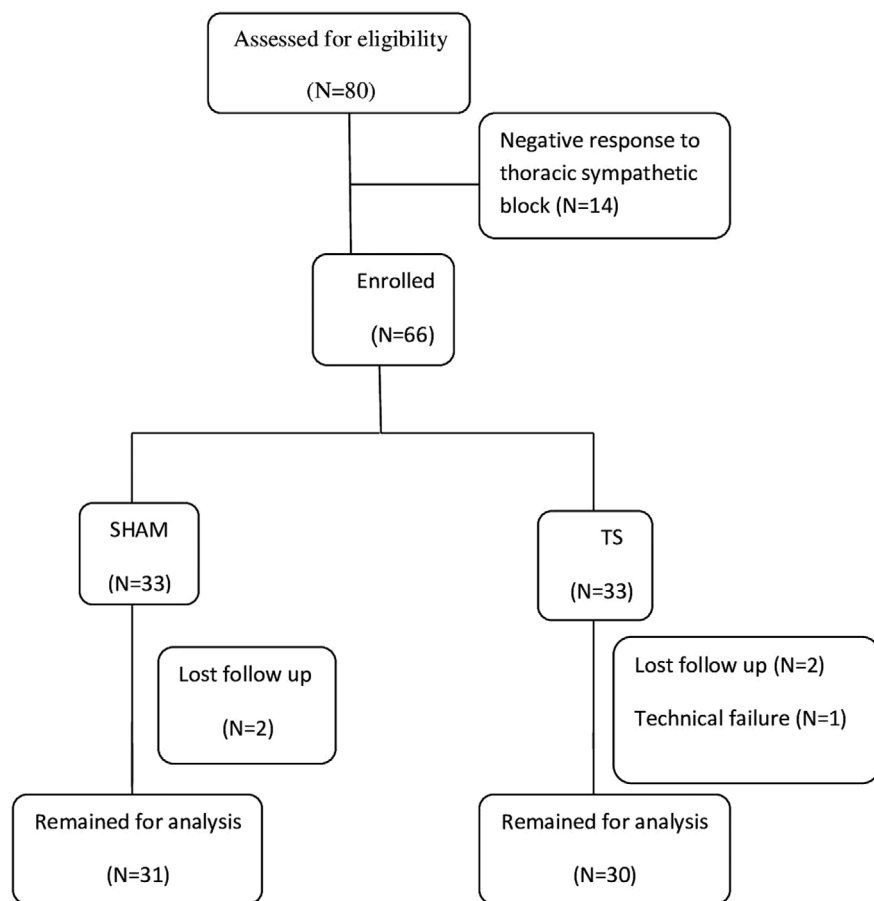 Assessed for eligibility
(N=80)
Negative response to
thoracic sympathetic
block (N=14)
Enrolled
(N=66)
SHAM
(N=33)
TS
(N=33)
Lost follow up
(N=2)
Lost follow up (N=2)
Technical failure (N=1)
Remained for analysis
(N=31)
Remained for analysis
(N=30)